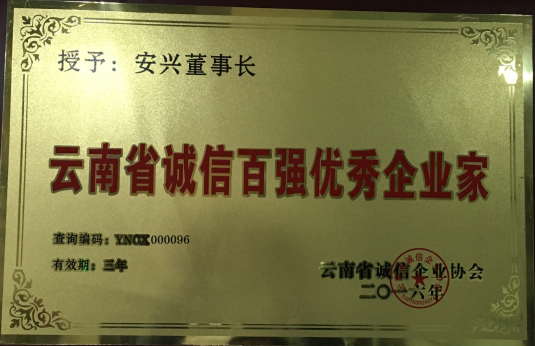 授予：安兴董事长
云南省诚信百强优秀企业家
查询编码：YNCX000096
有效期：三年
云南省诚信企业协会
二〇一六年